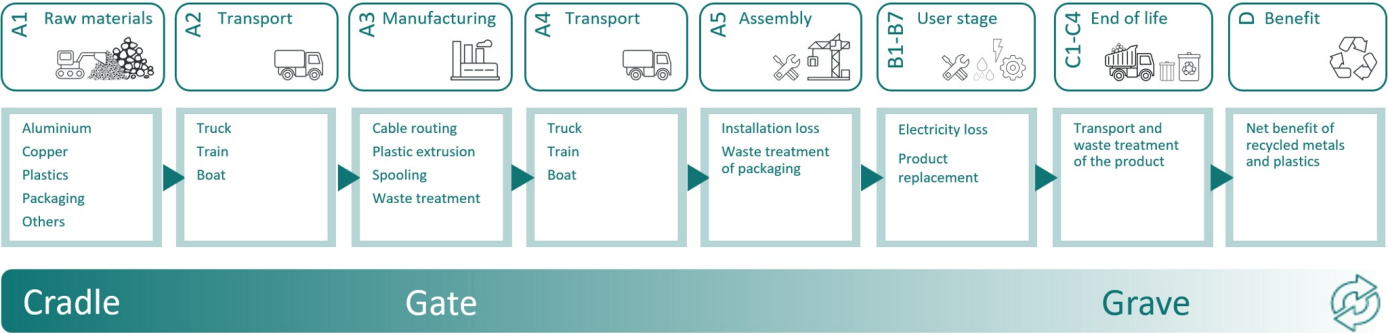 A1 Raw materials
A2 Transport
A3 Manufacturing
A4 Transport
A5 Assembly
B1-B7 User stage
C1-C4 End of life
D Benefit
Aluminium
Copper
Plastics
Packaging
Others
Truck
Train
Boat
Cable routing
Plastic extrusion
Spooling
Waste treatment
Truck
Train
Boat
Installation loss
Waste treatment
of packaging
Electricity loss
Product
replacement
Transport and
waste treatment
of the product
Net benefit of
recycled metals
and plastics
Cradle
Gate
Grave